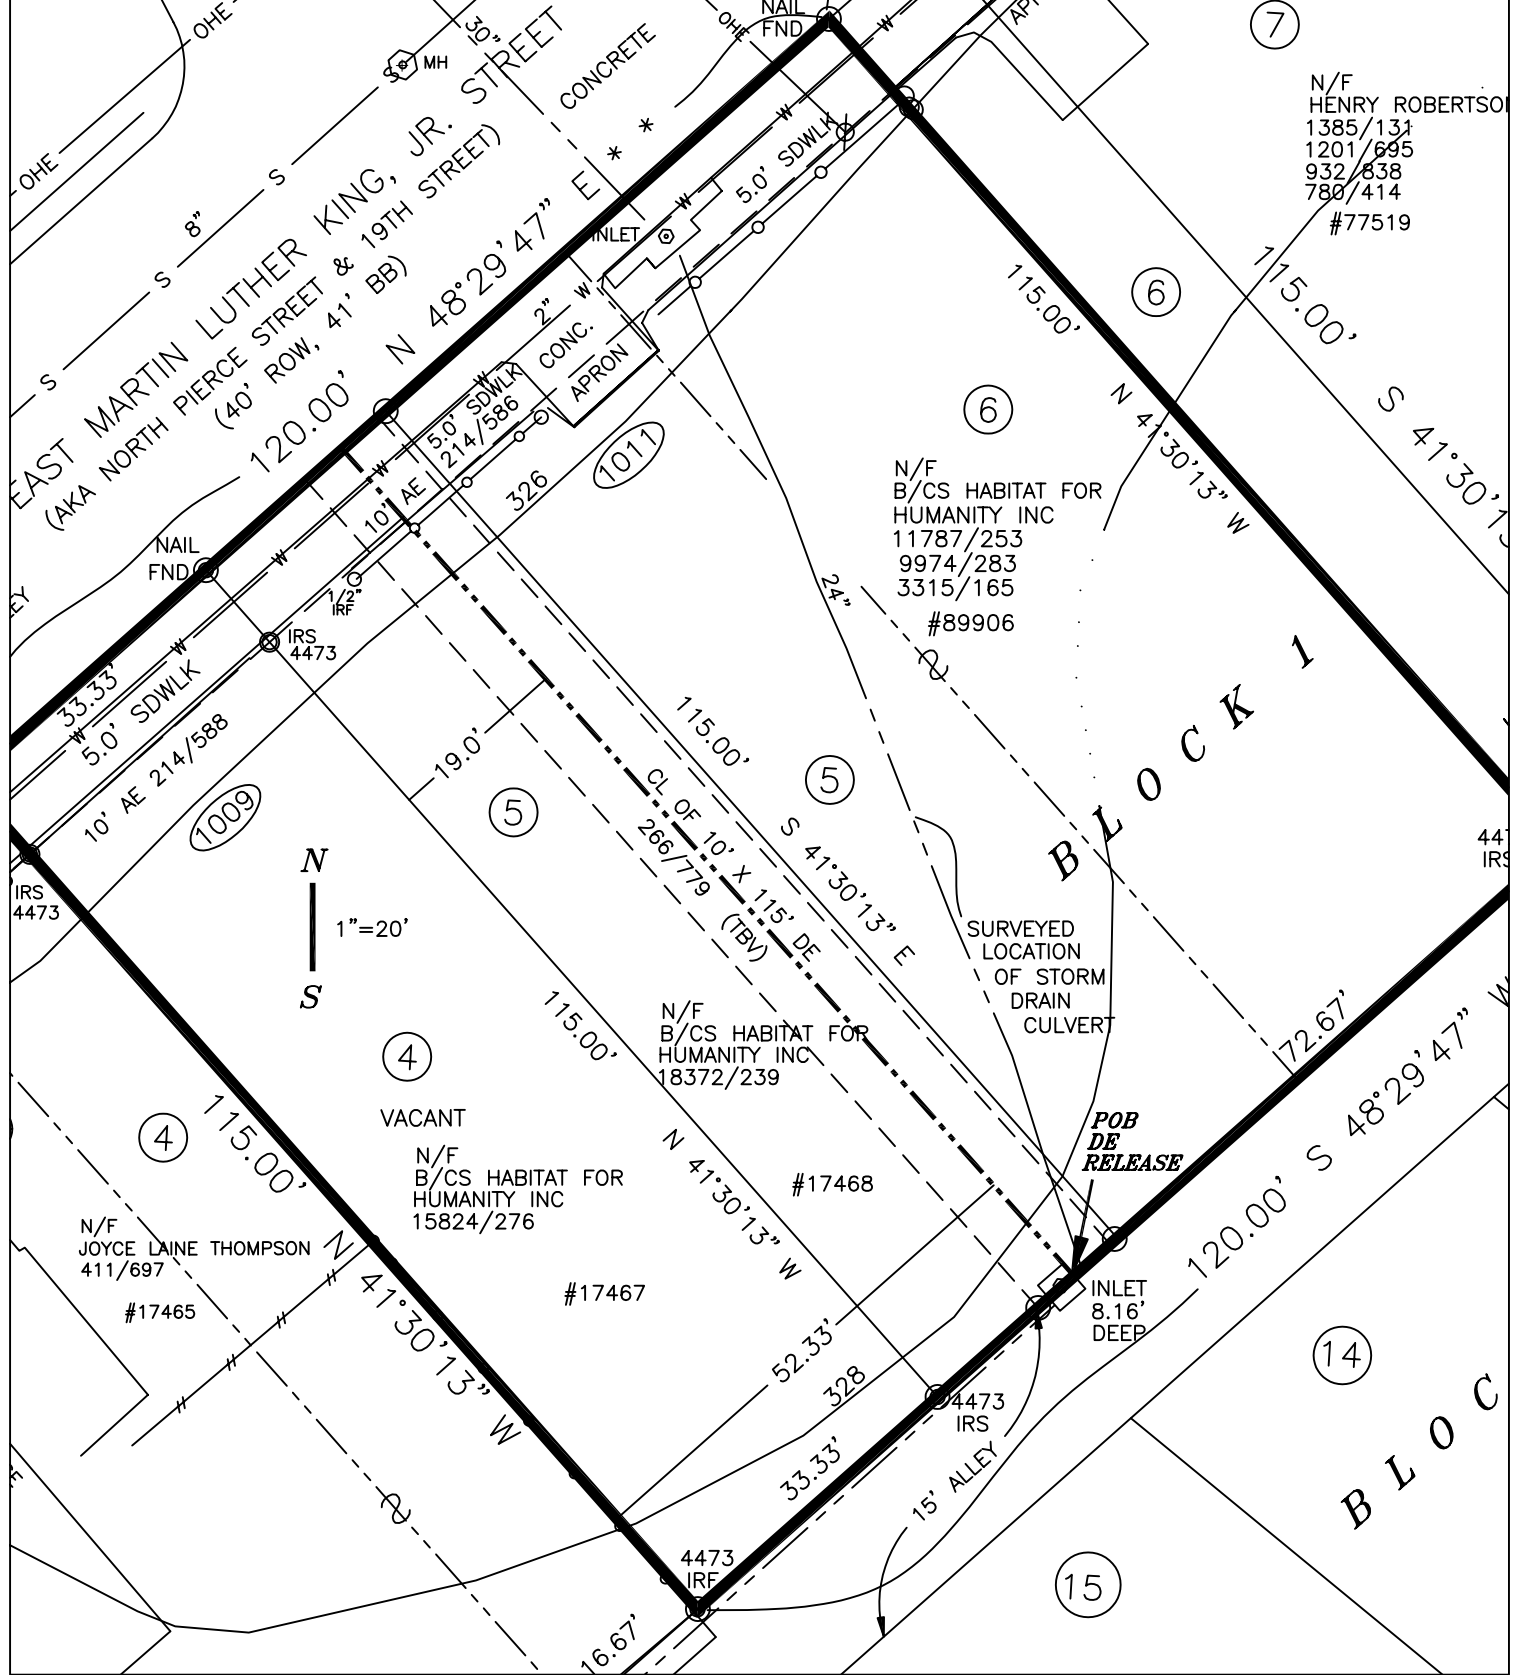 NAIL
FND
OHE
OHE
30"
MH
S
CONCRETE
EAST MARTIN LUTHER KING, JR. STREET
(AKA NORTH PIERCE STREET & 19TH STREET)
(40' ROW, 41' BB)
120.00' N 48°29'47" E
*
*
OHE
8"
S
S
S
S
W
W
W
7
N/F
HENRY ROBERTSO
1385/131
1201/695
932/838
780/414
#77519
5.0' SDWLK
INLET
2"
W
W
CONC.
APRON
5.0' SDWLK
214/586
10' AE
W
326
1011
115.00'
N 41°30'13" W
6
115.00' S 41°30'1
6
N/F
B/CS HABITAT FOR
HUMANITY INC
11787/253
9974/283
3315/165
#89906
NAIL
FND
1/2"
IRF
IRS
4473
W
W
W
33.33'
5.0' SDWLK
10' AE 214/588
1009
19.0'
24"
BLOCK 1
5
5
115.00' S 41°30'13" E
CL OF 10' X 115' DE
266/779 (TBV)
IRS
4473
N
1"=20'
S
447
IRS
SURVEYED
LOCATION
OF STORM
DRAIN
CULVERT
115.00' N 41°30'13" W
N/F
B/CS HABITAT FOR
HUMANITY INC
18372/239
#17468
4
VACANT
N/F
B/CS HABITAT FOR
HUMANITY INC
15824/276
#17467
4
115.00' N 41°30'13" W
N/F
JOYCE LAINE THOMPSON
411/697
#17465
POB
DE
RELEASE
72.67'
120.00' S 48°29'47" W
INLET
8.16'
DEEP
52.33'
328
4473
IRS
33.33'
15' ALLEY
14
BLOC
4473
IRF
15
16.67'